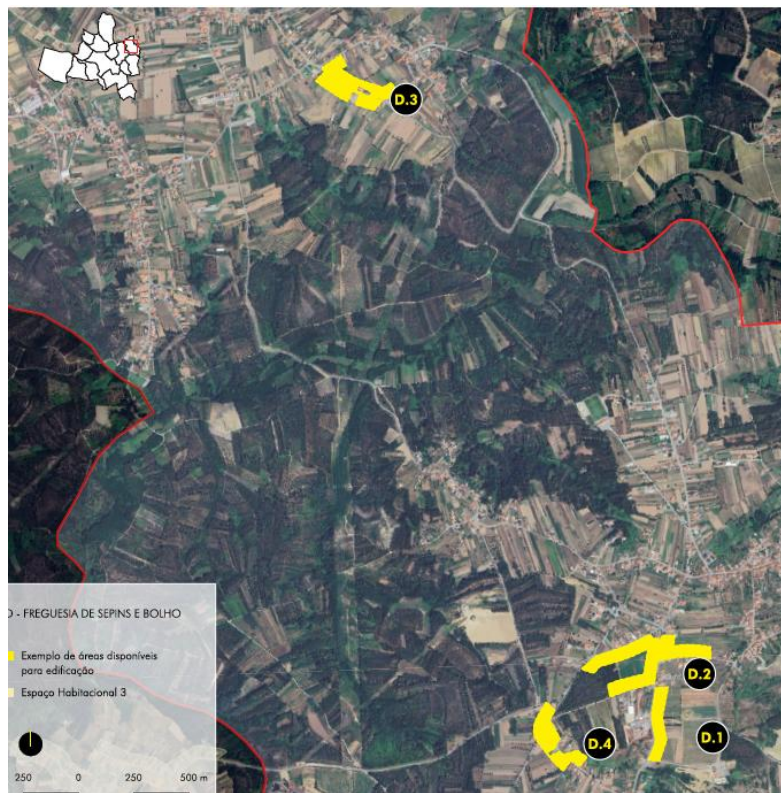 D.3
D - FREGUESIA DE SEPINS E BOLHO
Exemplo de áreas disponíveis
para edificação
Espaço Habitacional 3
250 0 250 500 m
D.2
D.1
D.4